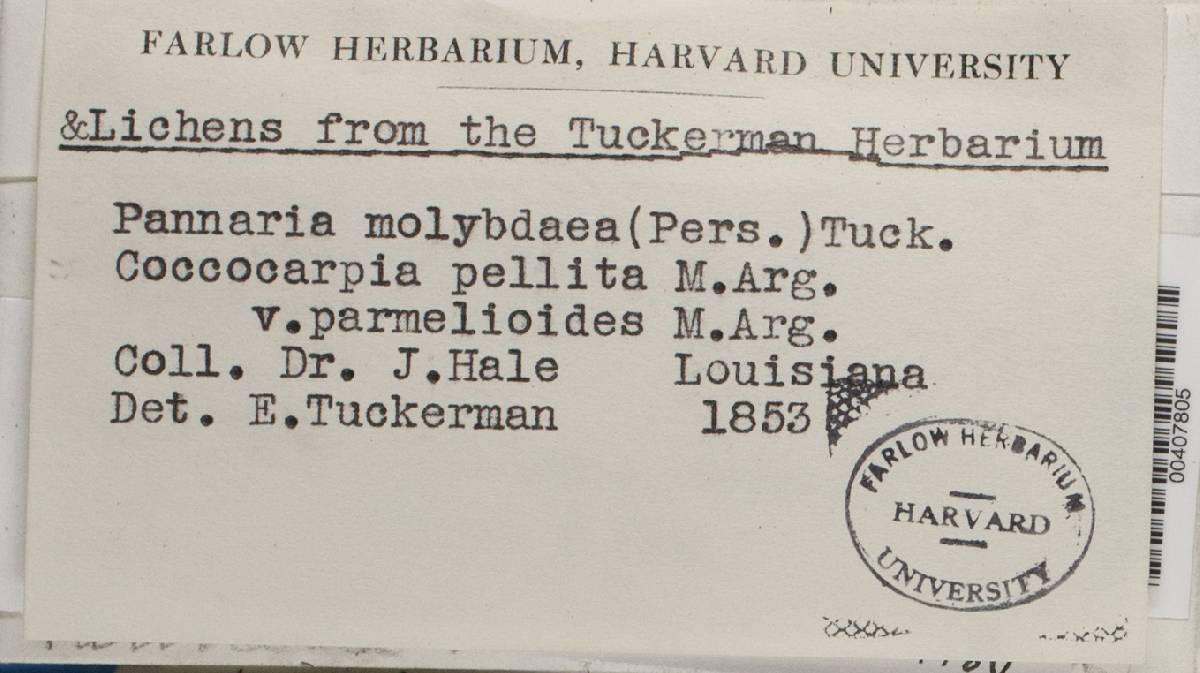 FARLOW HERBARIUM, HARVARD UNIVERSITY
&Lichens from the Tuckerman Herbarium
Pannaria molybdaea(Pers.)Tuck.
Coccocarpia pellita M.Arg.
v.parmelioides M.Arg.
Coll. Dr. J.Hale Louisiana
Det. E.Tuckerman 1853
FARLOW HERBARIUM
HARVARD
UNIVERSITY
00407805